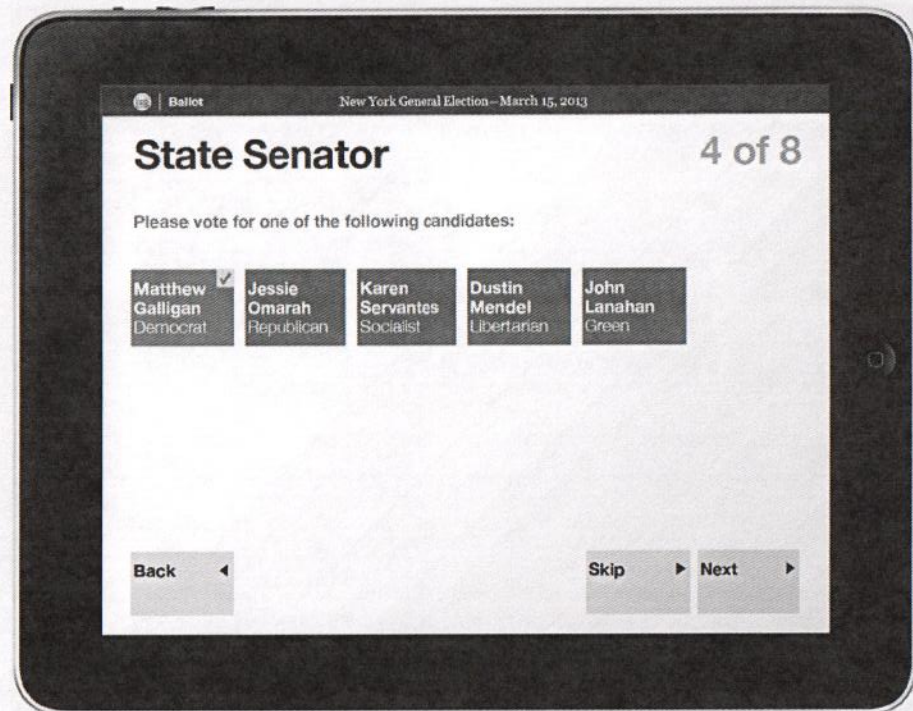 Ballot
New York General Election—March 15, 2013
State Senator
4 of 8
Please vote for one of the following candidates:
Matthew
Galligan
Democrat
Jessie
Omarah
Republican
Karen
Servantes
Socialist
Dustin
Mendel
Libertarian
John
Lanahan
Green
Back
Skip
Next